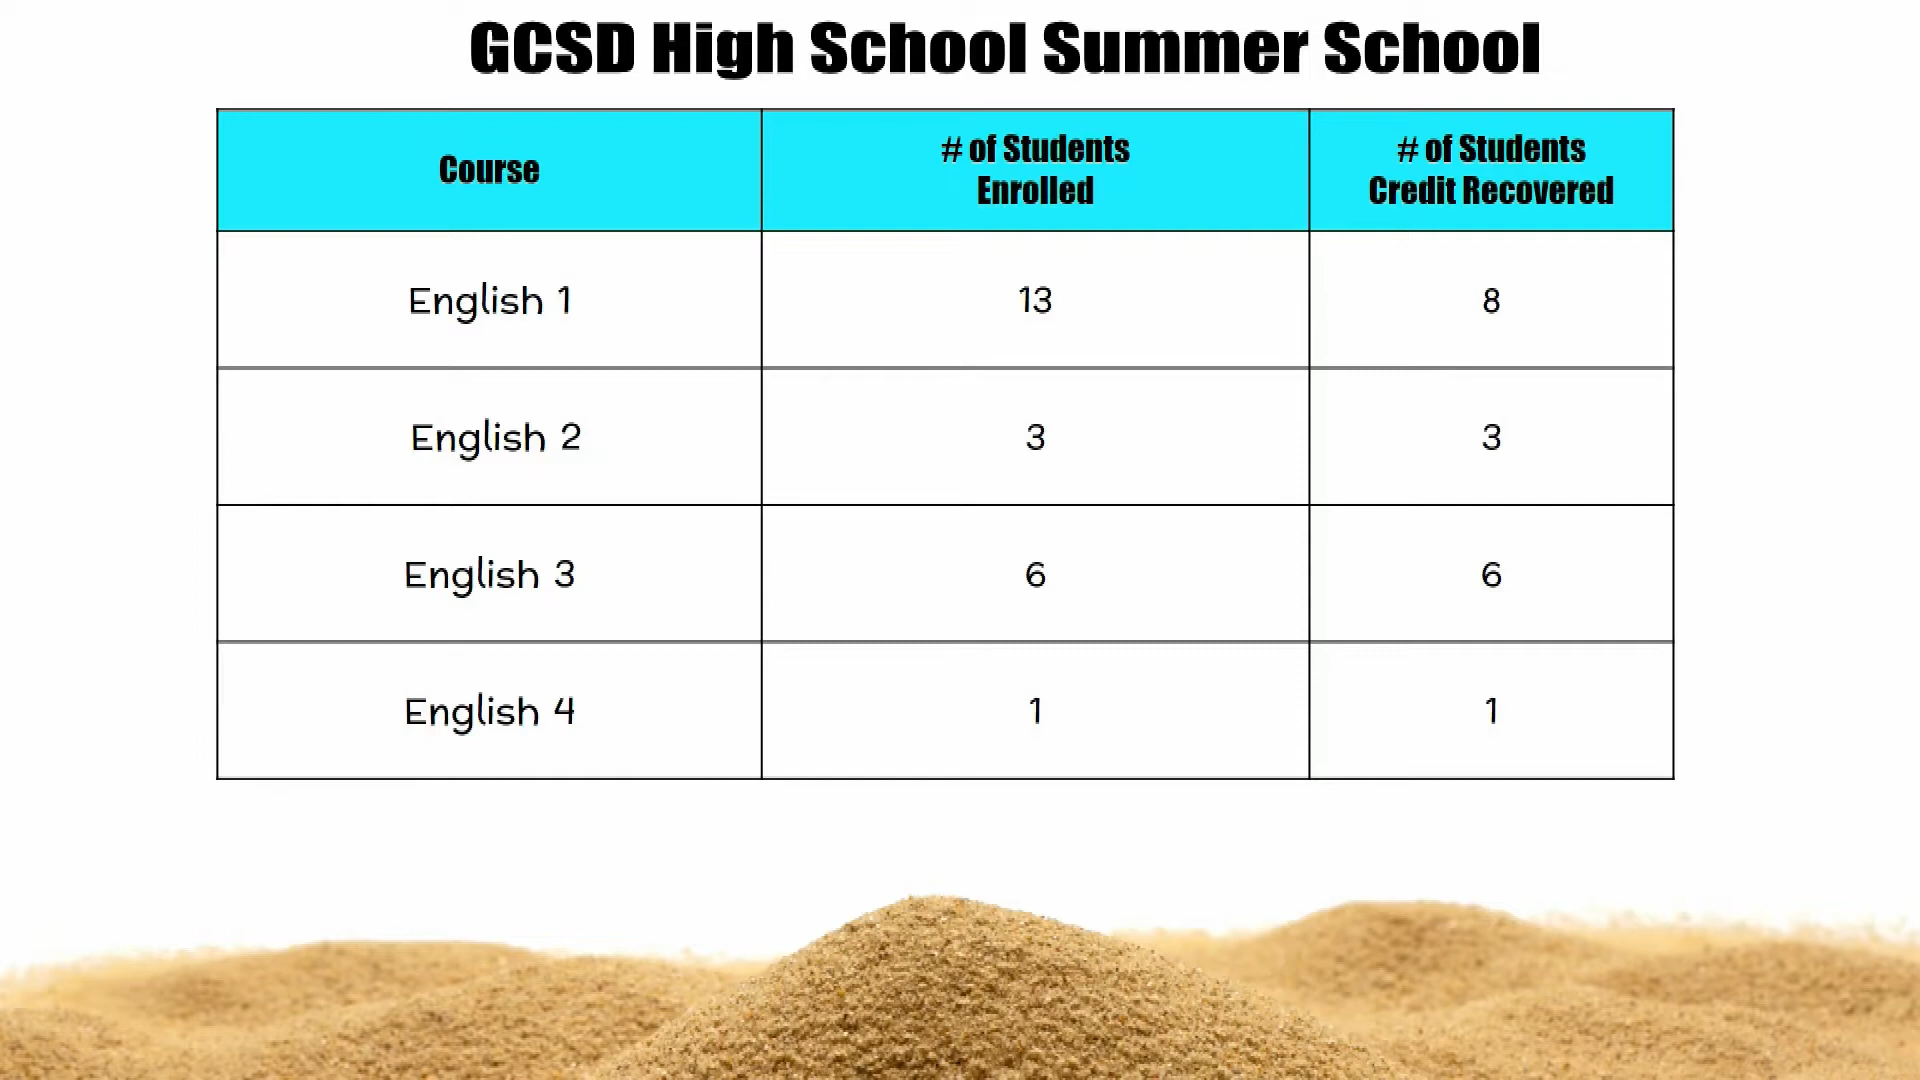 GCSD High School Summer School
Course
# of Students
Enrolled
# of Students
Credit Recovered
English 1
13
8
English 2
3
3
English 3
6
6
English 4
1
1